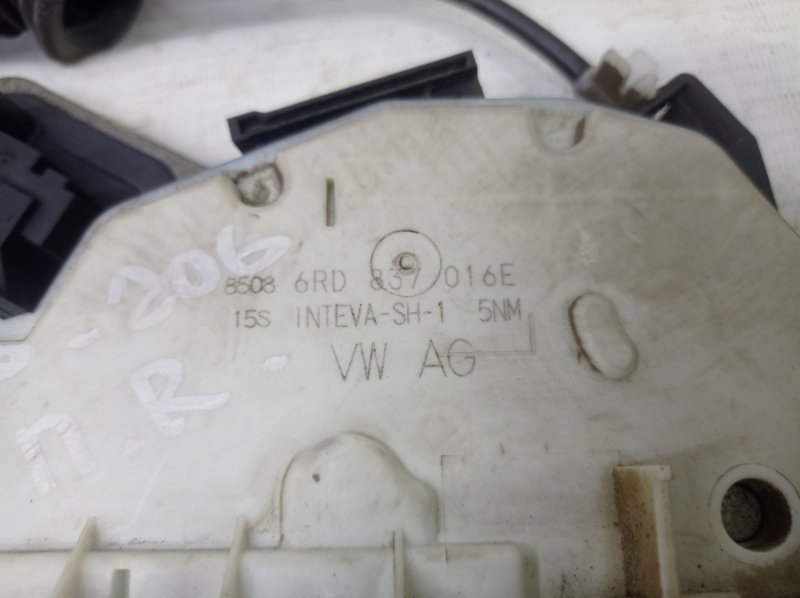 8508 6RD 837 016E
15S INTEVA-SH-1 5NM
VW AG
-206
П.R.-